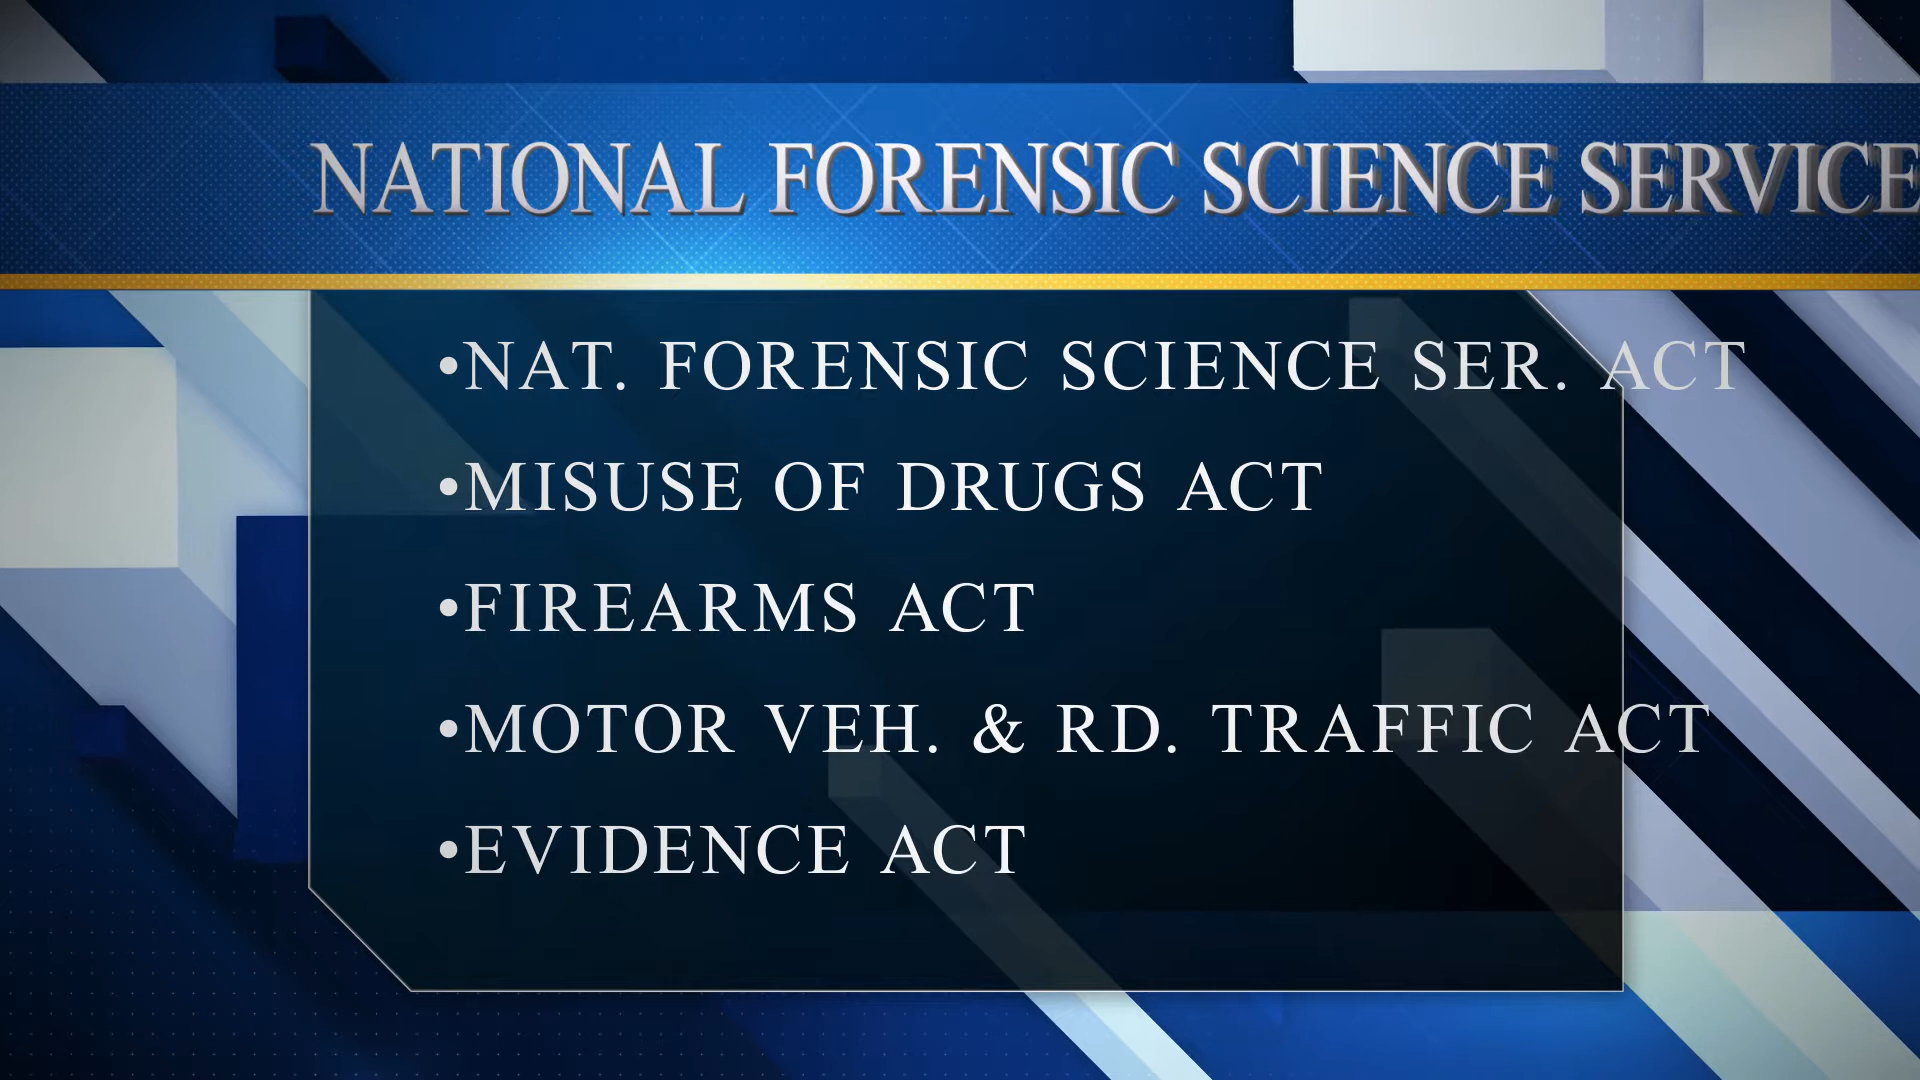 NATIONAL FORENSIC SCIENCE SERVICE
•NAT. FORENSIC SCIENCE SER. ACT
•MISUSE OF DRUGS ACT
•FIREARMS ACT
•MOTOR VEH. & RD. TRAFFIC ACT
•EVIDENCE ACT